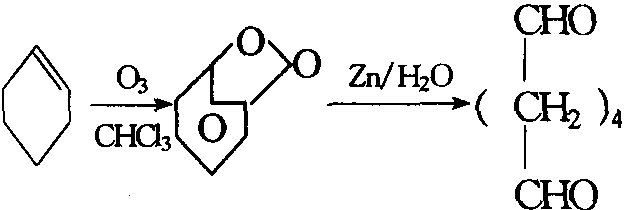 O₃
CHCl₃
O
O
O
Zn/H₂O
CHO
( CH₂ )₄
CHO